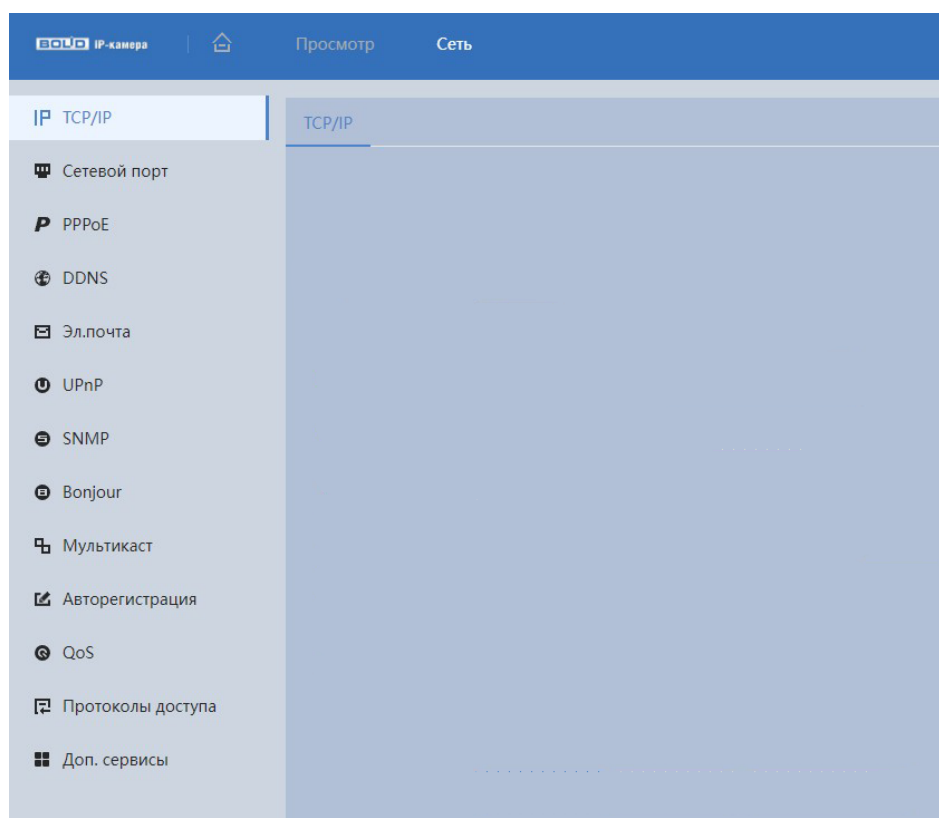 BOLID IP-камера
Просмотр
Сеть
TCP/IP
TCP/IP
Сетевой порт
PPPoE
DDNS
Эл.почта
UPnP
SNMP
Bonjour
Мультикаст
Авторегистрация
QoS
Протоколы доступа
Доп. сервисы